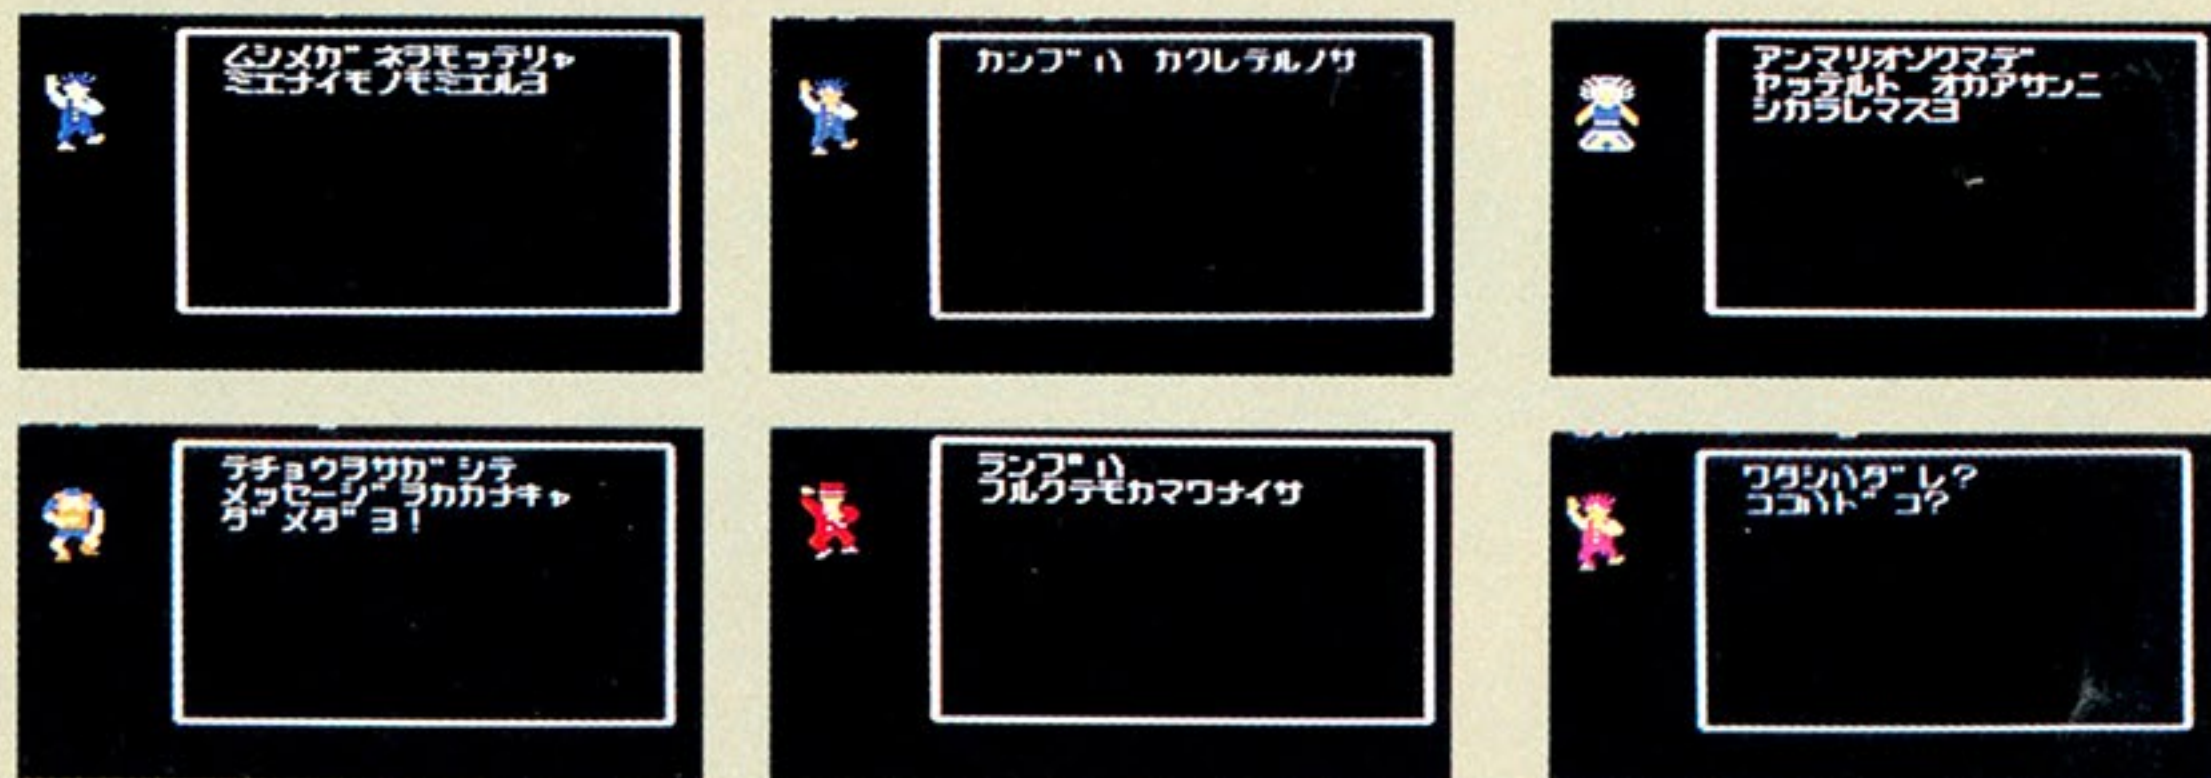 ムシメガネヲモッテリャ
ミエナイモノモミエルヨ
カンブハ カクレテルノサ
アンマリオソクマデ
ヤッテルト オカアサンニ
シカラレマスヨ
テチョウヲサガシテ
メッセージヲカカナキャ
ダメダヨ!
ランプハ
フルクテモカマワナイサ
ワタシハダレ?
ココハドコ?